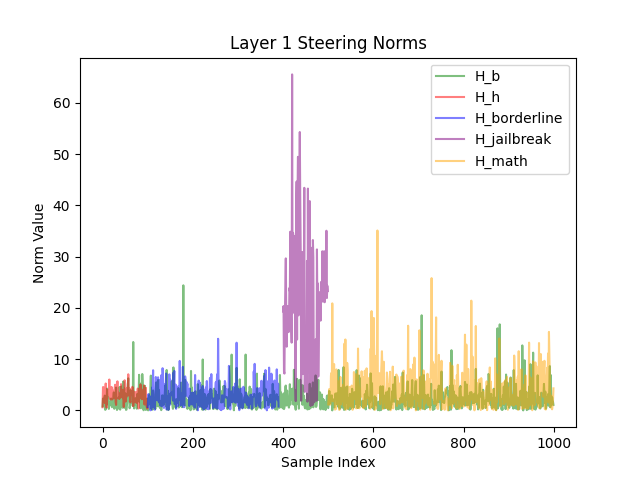 Layer 1 Steering Norms
H_b
H_h
H_borderline
H_jailbreak
H_math
Norm Value
60
50
40
30
20
10
0
0 200 400 600 800 1000
Sample Index